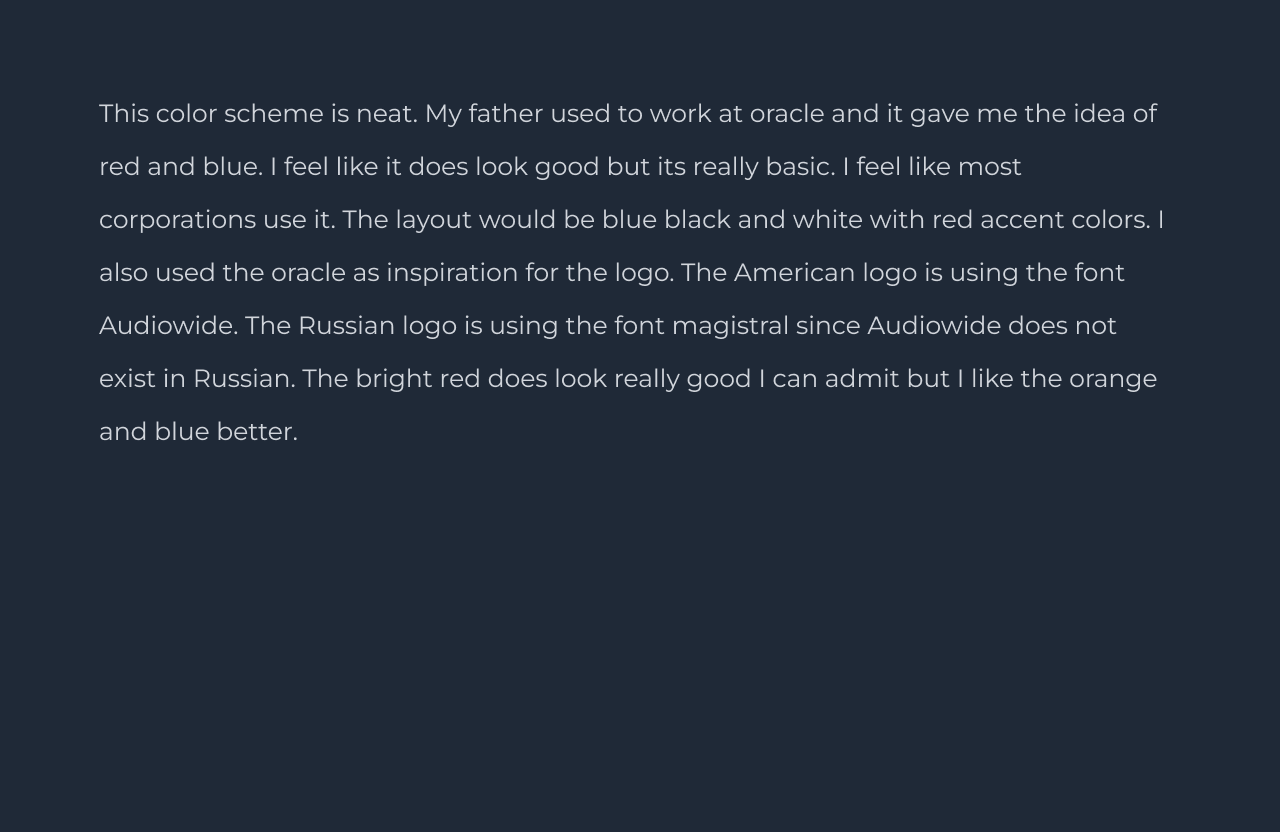 This color scheme is neat. My father used to work at oracle and it gave me the idea of
red and blue. I feel like it does look good but its really basic. I feel like most
corporations use it. The layout would be blue black and white with red accent colors. I
also used the oracle as inspiration for the logo. The American logo is using the font
Audiowide. The Russian logo is using the font magistral since Audiowide does not
exist in Russian. The bright red does look really good I can admit but I like the orange
and blue better.